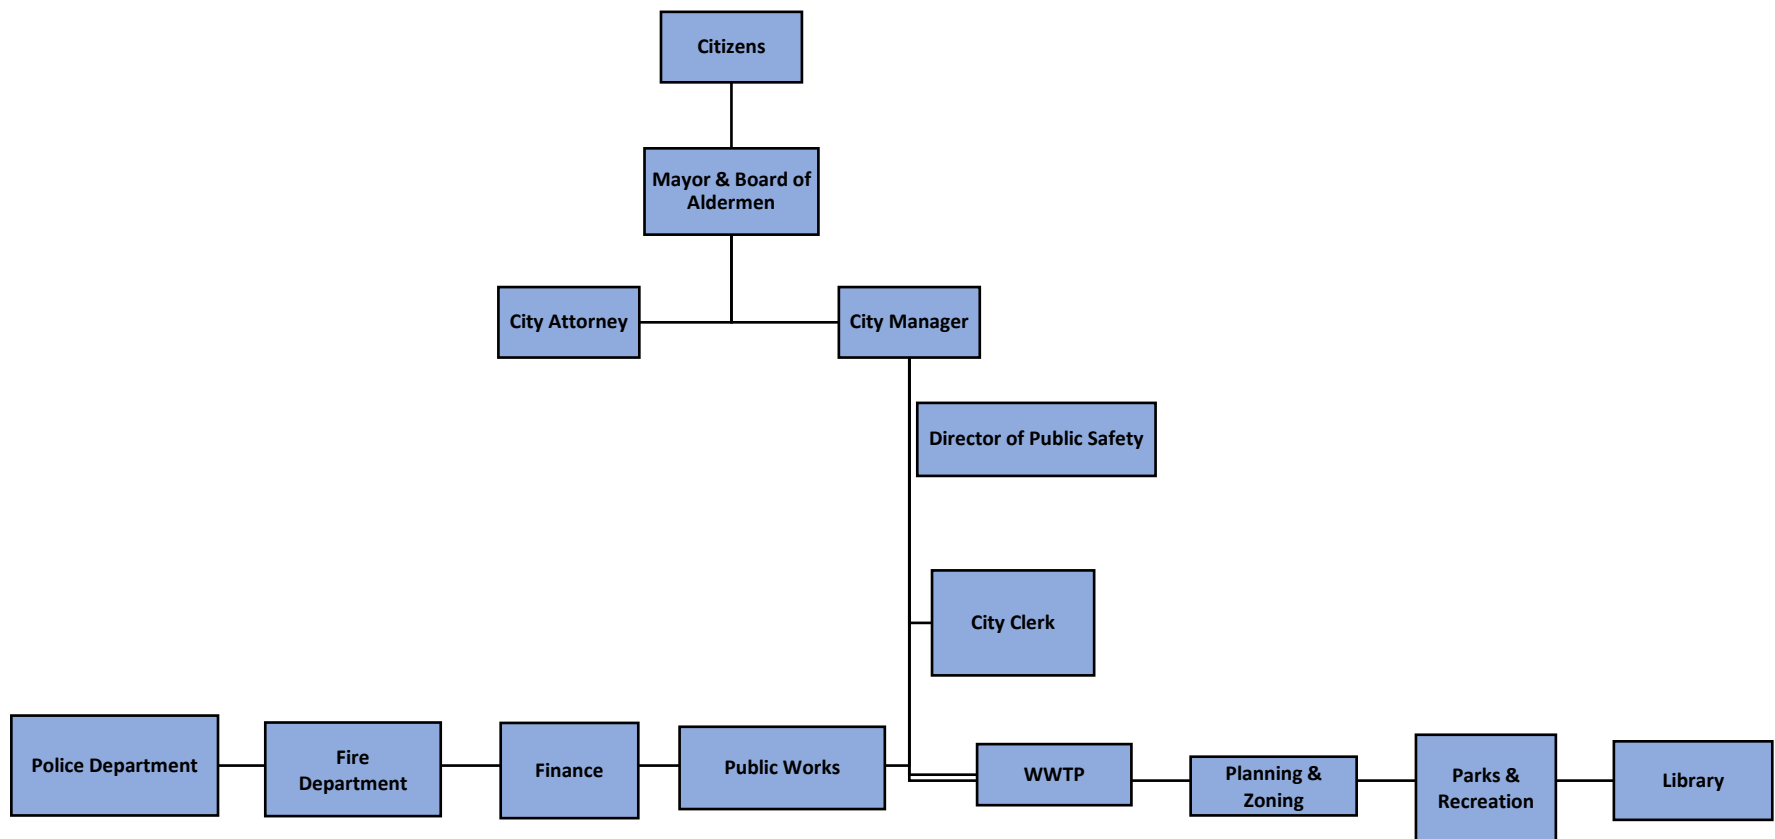 Citizens
Mayor & Board of
Aldermen
City Attorney
City Manager
Director of Public Safety
City Clerk
Police Department
Fire
Department
Finance
Public Works
WWTP
Planning &
Zoning
Parks &
Recreation
Library